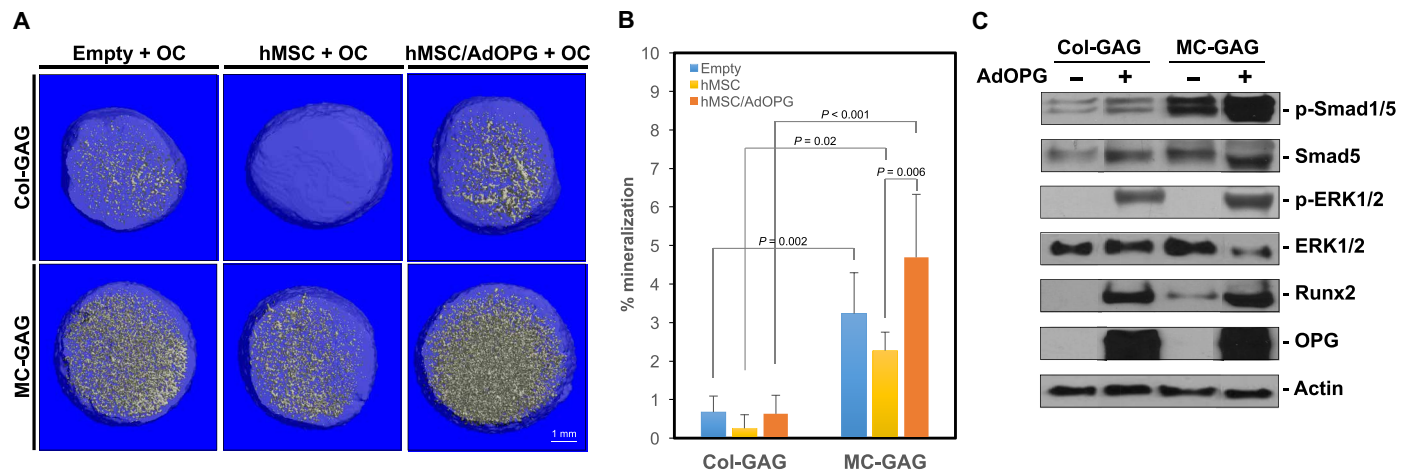 A
Empty + OC
hMSC + OC
hMSC/AdOPG + OC
Col-GAG
MC-GAG
1 mm
B
% mineralization
10
9
8
7
6
5
4
3
2
1
0
Empty
hMSC
hMSC/AdOPG
P < 0.001
P = 0.02
P = 0.006
P = 0.002
Col-GAG
MC-GAG
C
Col-GAG
MC-GAG
AdOPG – + – +
- p-Smad1/5
- Smad5
- p-ERK1/2
- ERK1/2
- Runx2
- OPG
- Actin